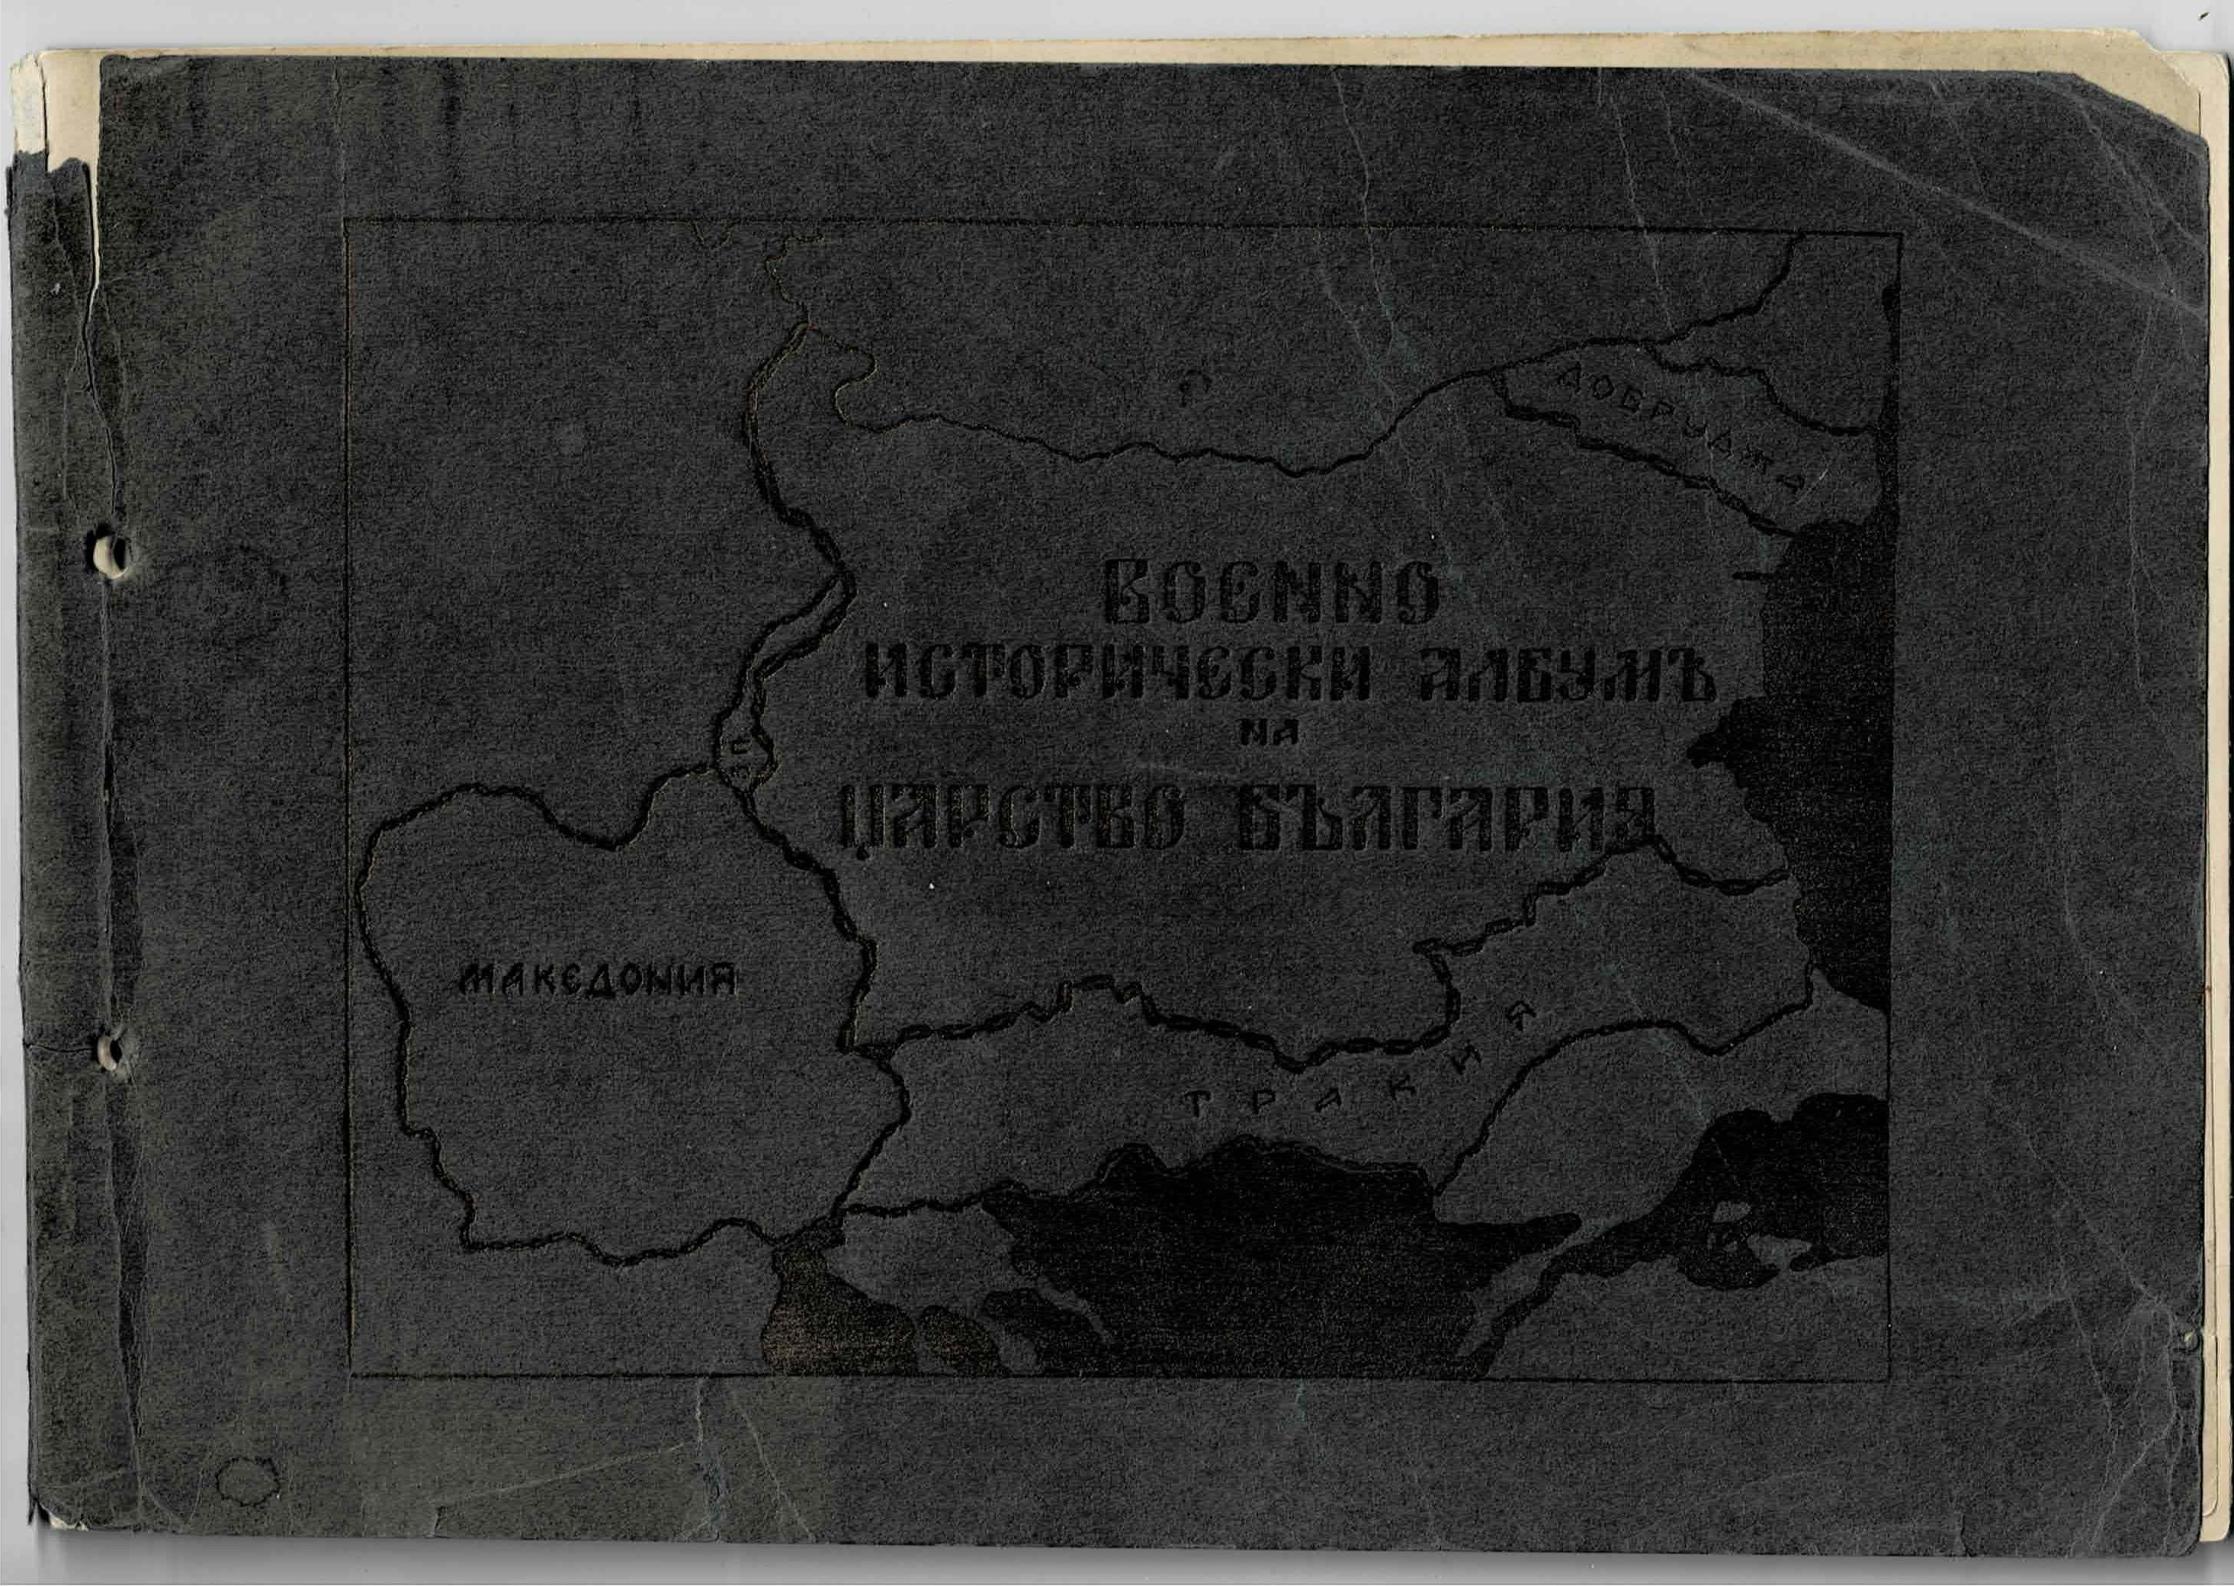 ДОБРУДЖА
ВОЕННО
ИСТОРИЧЕСКИ АЛБУМЪ
НА
ЦАРСТВО БЪЛГАРИЯ
МАКЕДОНИЯ
ТРАКИЯ